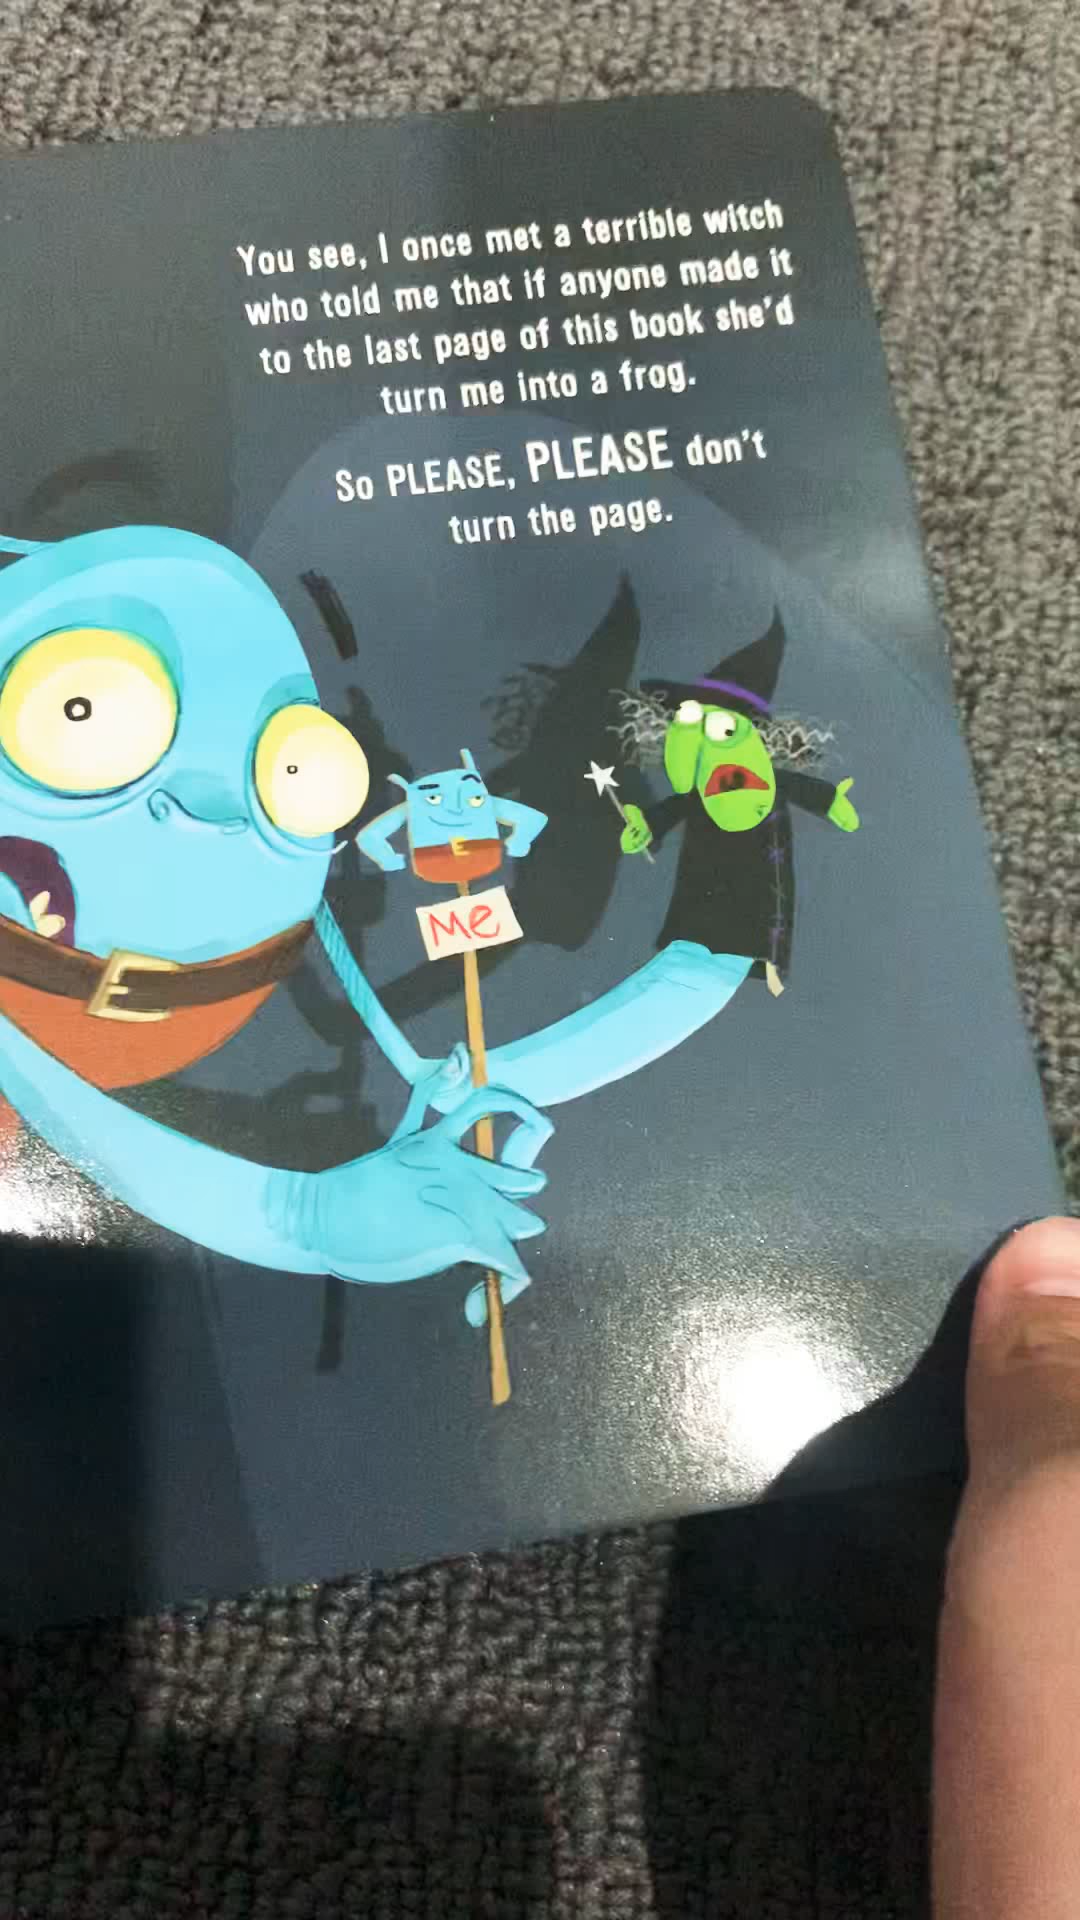 You see, I once met a terrible witch
who told me that if anyone made it
to the last page of this book she'd
turn me into a frog.
So PLEASE, PLEASE don't
turn the page.
Me